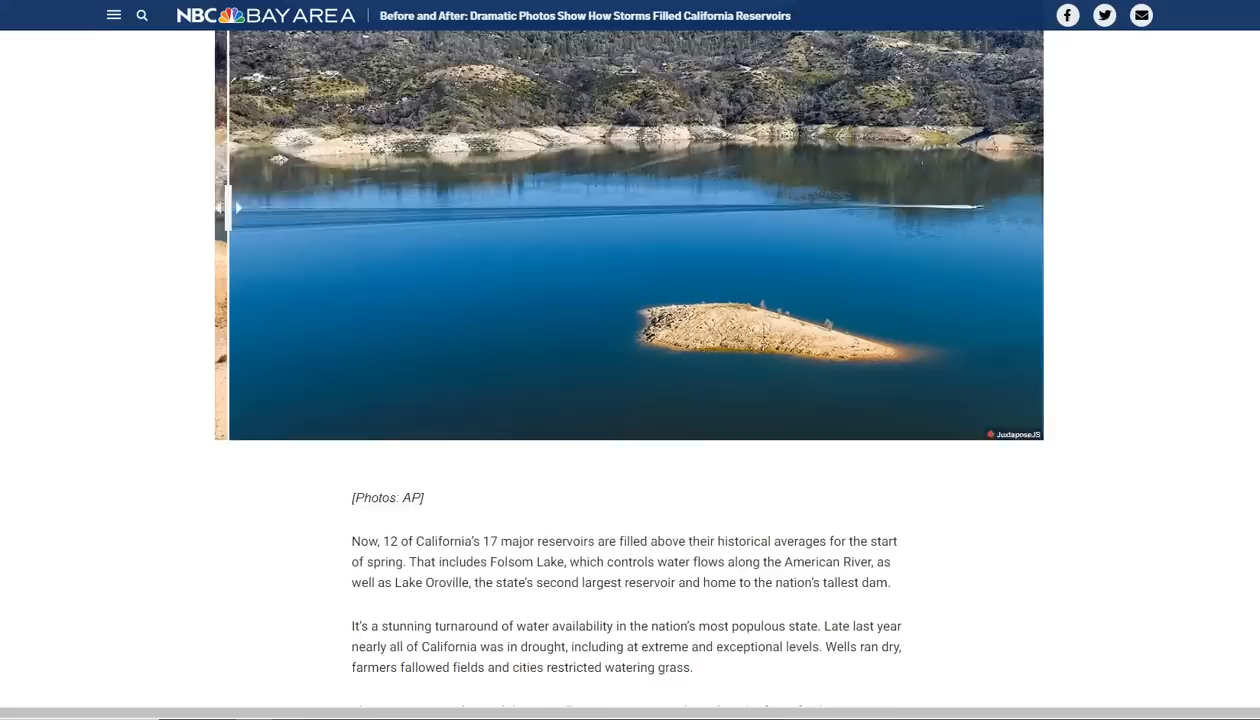 NBC BAY AREA
Before and After: Dramatic Photos Show How Storms Filled California Reservoirs
JuxtaposeJS
[Photos: AP]
Now, 12 of California's 17 major reservoirs are filled above their historical averages for the start
of spring. That includes Folsom Lake, which controls water flows along the American River, as
well as Lake Oroville, the state's second largest reservoir and home to the nation's tallest dam.
It's a stunning turnaround of water availability in the nation's most populous state. Late last year
nearly all of California was in drought, including at extreme and exceptional levels. Wells ran dry,
farmers fallowed fields and cities restricted watering grass.